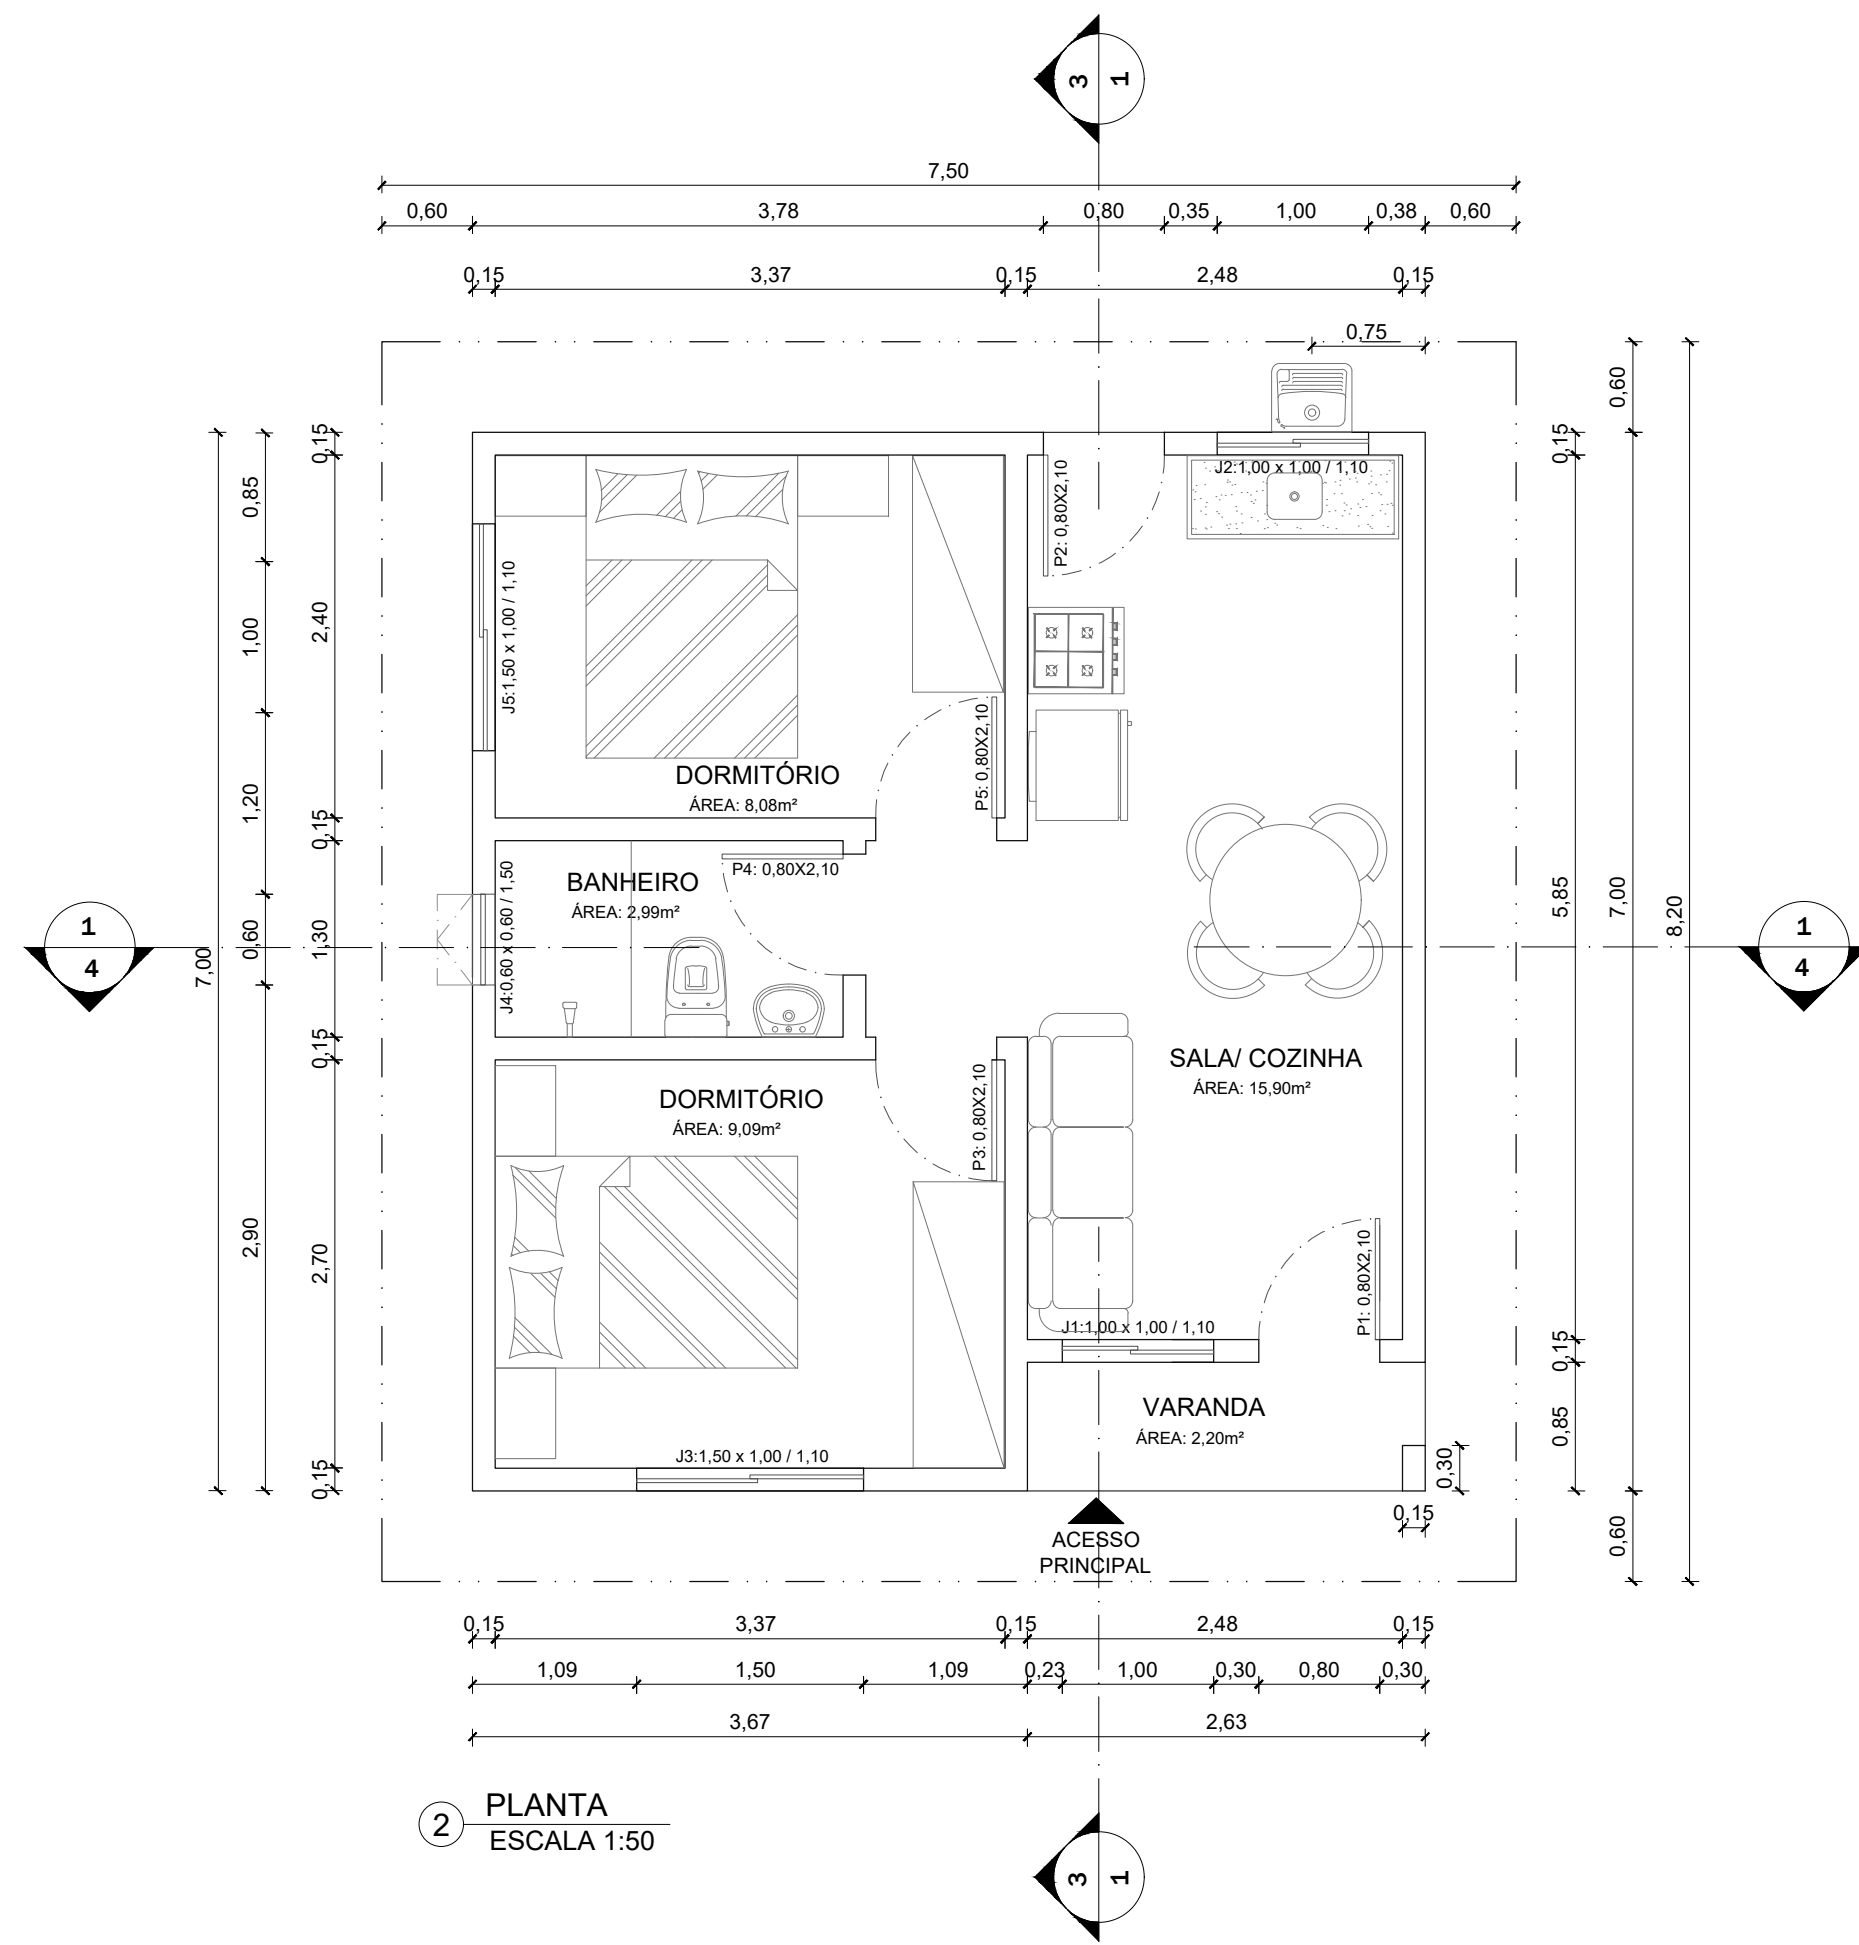 3
1
7,50
0,60
3,78
0,80
0,35
1,00
0,38
0,60
0,15
3,37
0,15
2,48
0,15
0,75
0,60
0,15
0,15
0,85
J2:1,00 x 1,00 / 1,10
P2: 0,80X2,10
J5:1,50 x 1,00 / 1,10
2,40
1,00
P5: 0,80X2,10
DORMITÓRIO
ÁREA: 8,08m²
1,20
0,15
P4: 0,80X2,10
BANHEIRO
ÁREA: 2,99m²
J4:0,60 x 0,60 / 1,50
1
4
7,00
0,60
1,30
5,85
7,00
8,20
1
4
0,15
SALA/ COZINHA
ÁREA: 15,90m²
DORMITÓRIO
ÁREA: 9,09m²
P3: 0,80X2,10
2,90
2,70
P1: 0,80X2,10
J1:1,00 x 1,00 / 1,10
0,15
VARANDA
ÁREA: 2,20m²
0,85
J3:1,50 x 1,00 / 1,10
0,15
0,30
0,15
0,60
ACESSO
PRINCIPAL
0,15
3,37
0,15
2,48
0,15
1,09
1,50
1,09
0,23
1,00
0,30
0,80
0,30
3,67
2,63
2
PLANTA
ESCALA 1:50
3
1